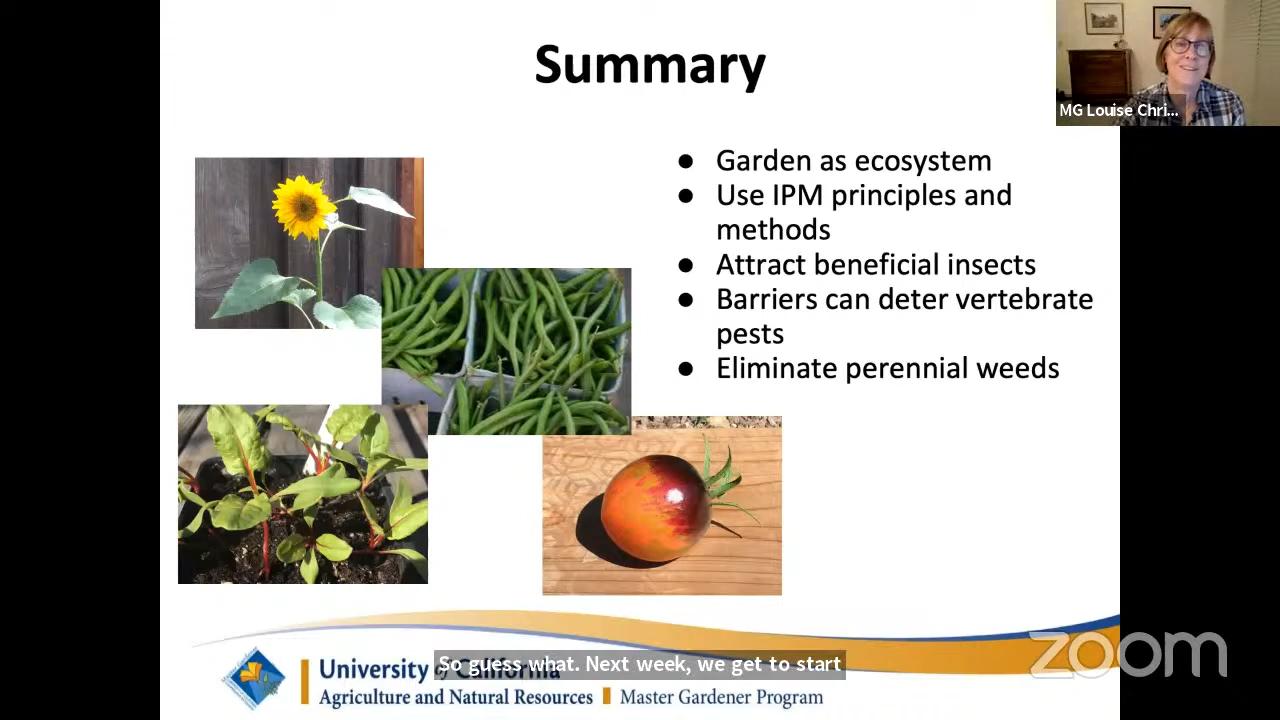 Summary
MG Louise Chri...
● Garden as ecosystem
● Use IPM principles and
methods
● Attract beneficial insects
● Barriers can deter vertebrate
pests
● Eliminate perennial weeds
So guess what. Next week, we get to start
University of California
Agriculture and Natural Resources
Master Gardener Program
zoom